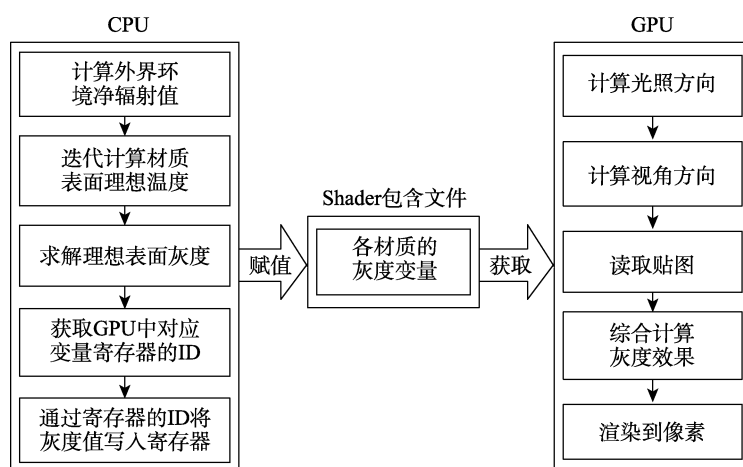 CPU
计算外界环
境净辐射值
迭代计算材质
表面理想温度
求解理想表面灰度
获取GPU中对应
变量寄存器的ID
通过寄存器的ID将
灰度值写入寄存器
赋值
Shader包含文件
各材质的
灰度变量
获取
GPU
计算光照方向
计算视角方向
读取贴图
综合计算
灰度效果
渲染到像素